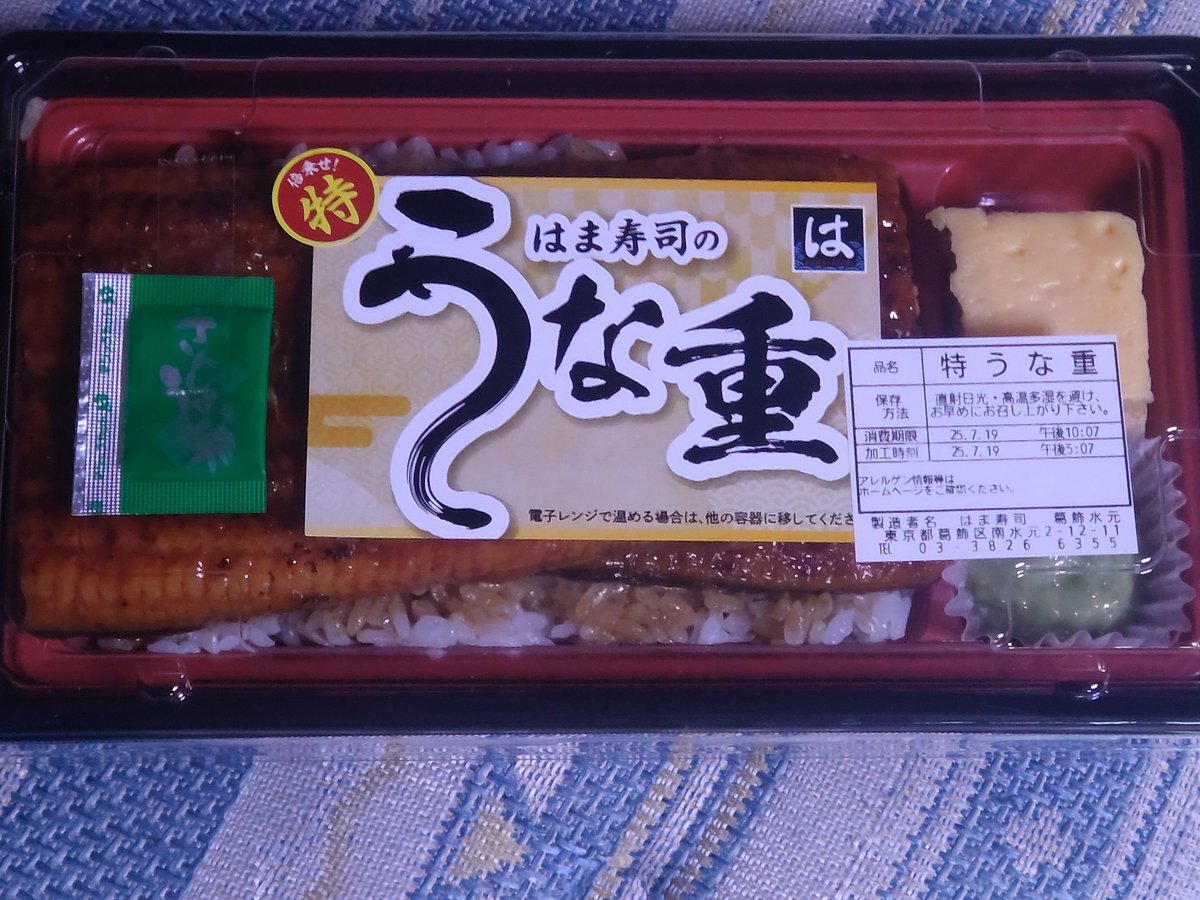 倍乗せ!
特
はま寿司の
は
うな重
電子レンジで温める場合は、他の容器に移してくださ
さんしょう
品名 特うな重
保存方法 直射日光・高温多湿を避け、
お早めにお召し上がり下さい。
消費期限 25.7.19 午後10:07
加工時刻 25.7.19 午後5:07
アレルゲン情報等は
ホームページをご確認ください。
製造者名 はま寿司 葛飾水元
東京都葛飾区南水元2-12-11
TEL 03-3826-6355